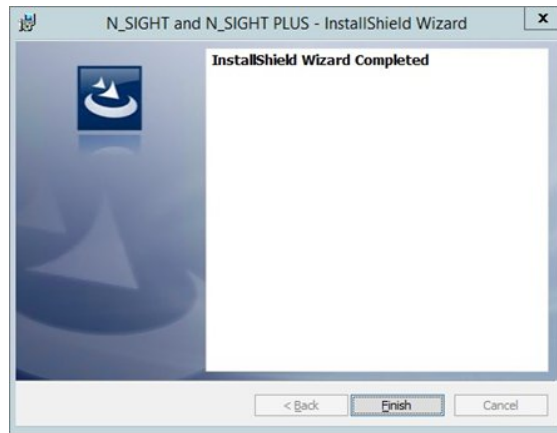 N_SIGHT and N_SIGHT PLUS - InstallShield Wizard
x
InstallShield Wizard Completed
< Back
Finish
Cancel